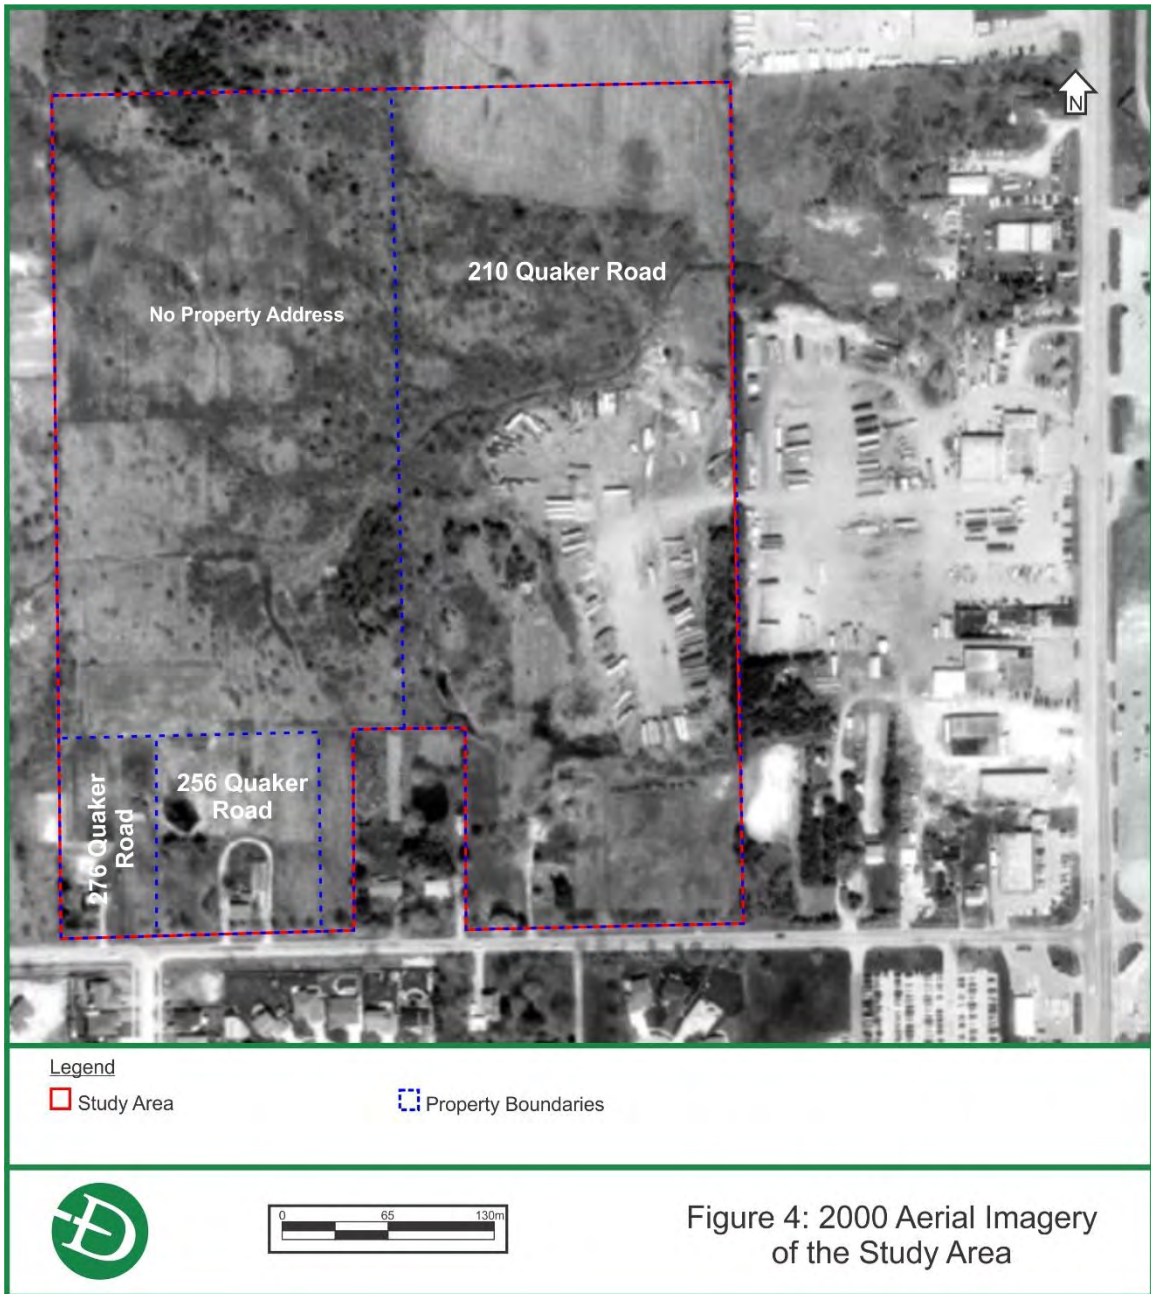 N
210 Quaker Road
No Property Address
276 Quaker
Road
256 Quaker
Road
Legend
Study Area
Property Boundaries
0 65 130m
Figure 4: 2000 Aerial Imagery
of the Study Area